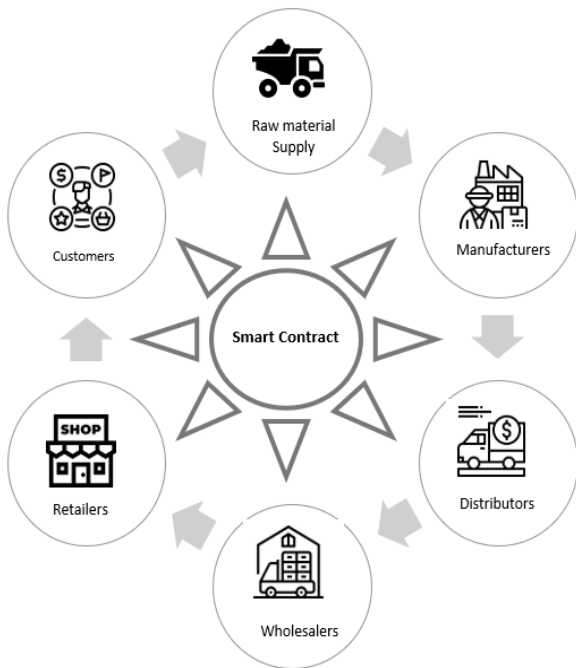 Raw material
Supply
Manufacturers
Distributors
Wholesalers
SHOP
Retailers
Customers
Smart Contract
$
$